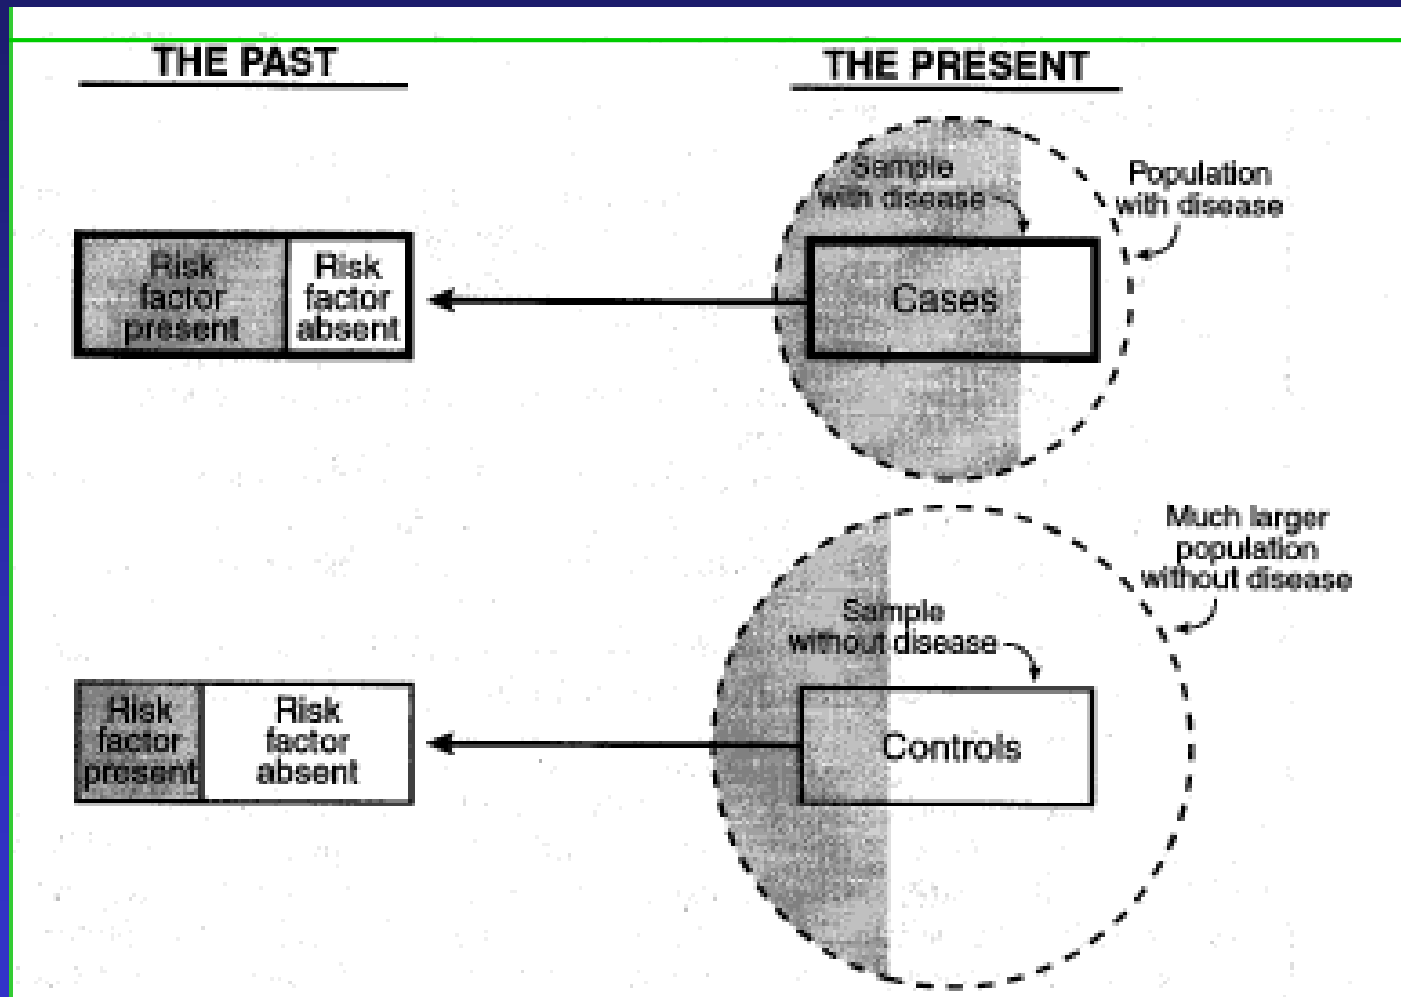 THE PAST
THE PRESENT
Sample
with disease
Population
with disease
Risk
factor
present
Risk
factor
absent
Cases
Much larger
population
without disease
Sample
without disease
Risk
factor
present
Risk
factor
absent
Controls